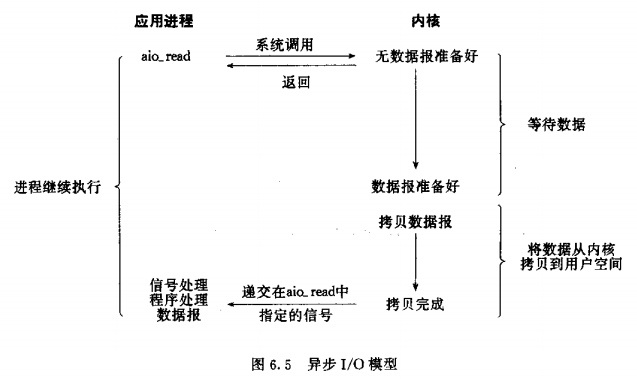 应用进程
内核
aio_read
系统调用
无数据报准备好
返回
等待数据
进程继续执行
数据报准备好
拷贝数据报
将数据从内核
拷贝到用户空间
信号处理
程序处理
数据报
递交在aio_read中
指定的信号
拷贝完成
图 6.5 异步 I/O 模型